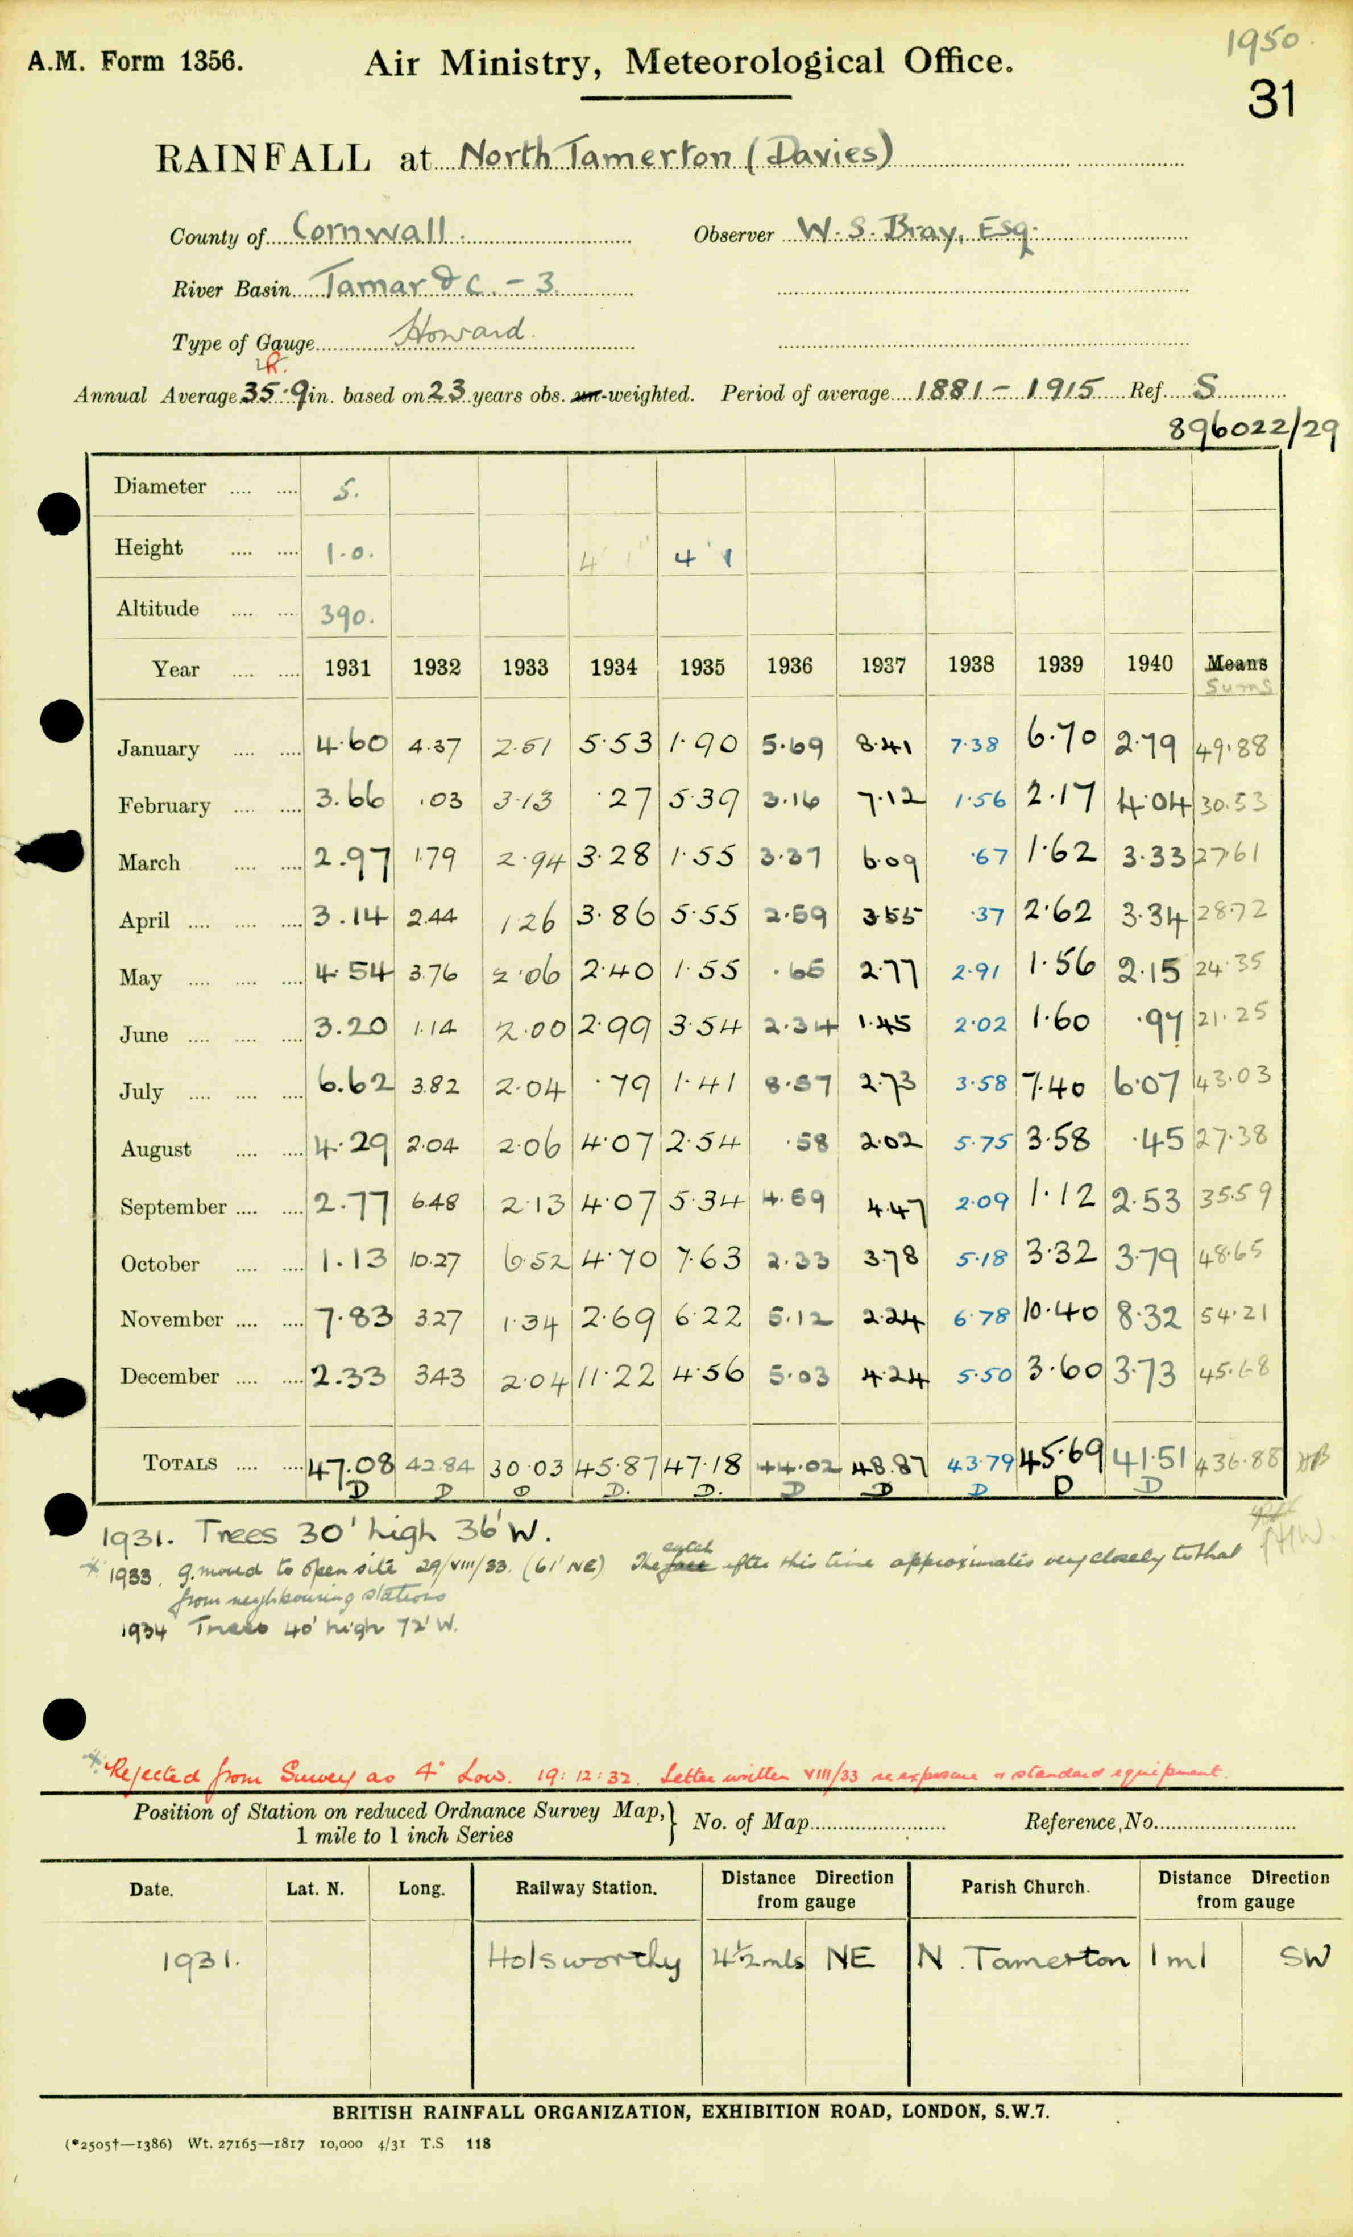 1950.
A.M. Form 1356. Air Ministry, Meteorological Office.
31
RAINFALL at North Tamerton (Davies)
County of Cornwall. Observer W. S. Bray, Esq.
River Basin Tamar & c. - 3.
Type of Gauge Howard.
Annual Average 35.9 in. based on 23 years obs. un-weighted. Period of average 1881 - 1915 Ref. S
896022/29
Diameter 5.
Height 1.0. 4' 1" 4' 1
Altitude 390.
Year 1931 1932 1933 1934 1935 1936 1937 1938 1939 1940 Means
Sums
January 4.60 4.37 2.51 5.53 1.90 5.69 8.41 7.38 6.70 2.79 49.88
February 3.66 .03 3.13 .27 5.39 3.16 7.12 1.56 2.17 4.04 30.53
March 2.97 1.79 2.94 3.28 1.55 3.37 6.09 .67 1.62 3.33 27.61
April 3.14 2.44 1.26 3.86 5.55 2.59 3.55 .37 2.62 3.34 28.72
May 4.54 3.76 2.06 2.40 1.55 .65 2.77 2.91 1.56 2.15 24.35
June 3.20 1.14 2.00 2.99 3.54 2.34 1.45 2.02 1.60 .97 21.25
July 6.62 3.82 2.04 .79 1.41 8.57 2.73 3.58 7.40 6.07 43.03
August 4.29 2.04 2.06 4.07 2.54 .58 2.02 5.75 3.58 .45 27.38
September 2.77 6.48 2.13 4.07 5.34 4.59 4.47 2.09 1.12 2.53 35.59
October 1.13 10.27 6.52 4.70 7.63 2.33 3.78 5.18 3.32 3.79 48.65
November 7.83 3.27 1.34 2.69 6.22 5.12 2.24 6.78 10.40 8.32 54.21
December 2.33 3.43 2.04 11.22 4.56 5.03 4.24 5.50 3.60 3.73 45.68
TOTALS 47.08 42.84 30.03 45.87 47.18 44.02 48.87 43.79 45.69 41.51 436.88
D D D D. D. D D D D D
1931. Trees 30' high 36' W.
* 1933. G. moved to open site 29/VIII/33. (61' NE) The catch after this time approximates very closely to that
from neighbouring stations
1934 Trees 40' high 72' W.
* Rejected from Survey as 4" Low. 19:12:32. Letter written VIII/33 re exposure & standard equipment.
Position of Station on reduced Ordnance Survey Map, } No. of Map Reference No.
1 mile to 1 inch Series
Date. Lat. N. Long. Railway Station. Distance Direction from gauge Parish Church. Distance Direction from gauge
1931. Holsworthy 4½ mls NE N. Tamerton 1 ml SW
BRITISH RAINFALL ORGANIZATION, EXHIBITION ROAD, LONDON, S.W.7.
(*2505†—1386) Wt. 27165—1817 10,000 4/31 T.S 118